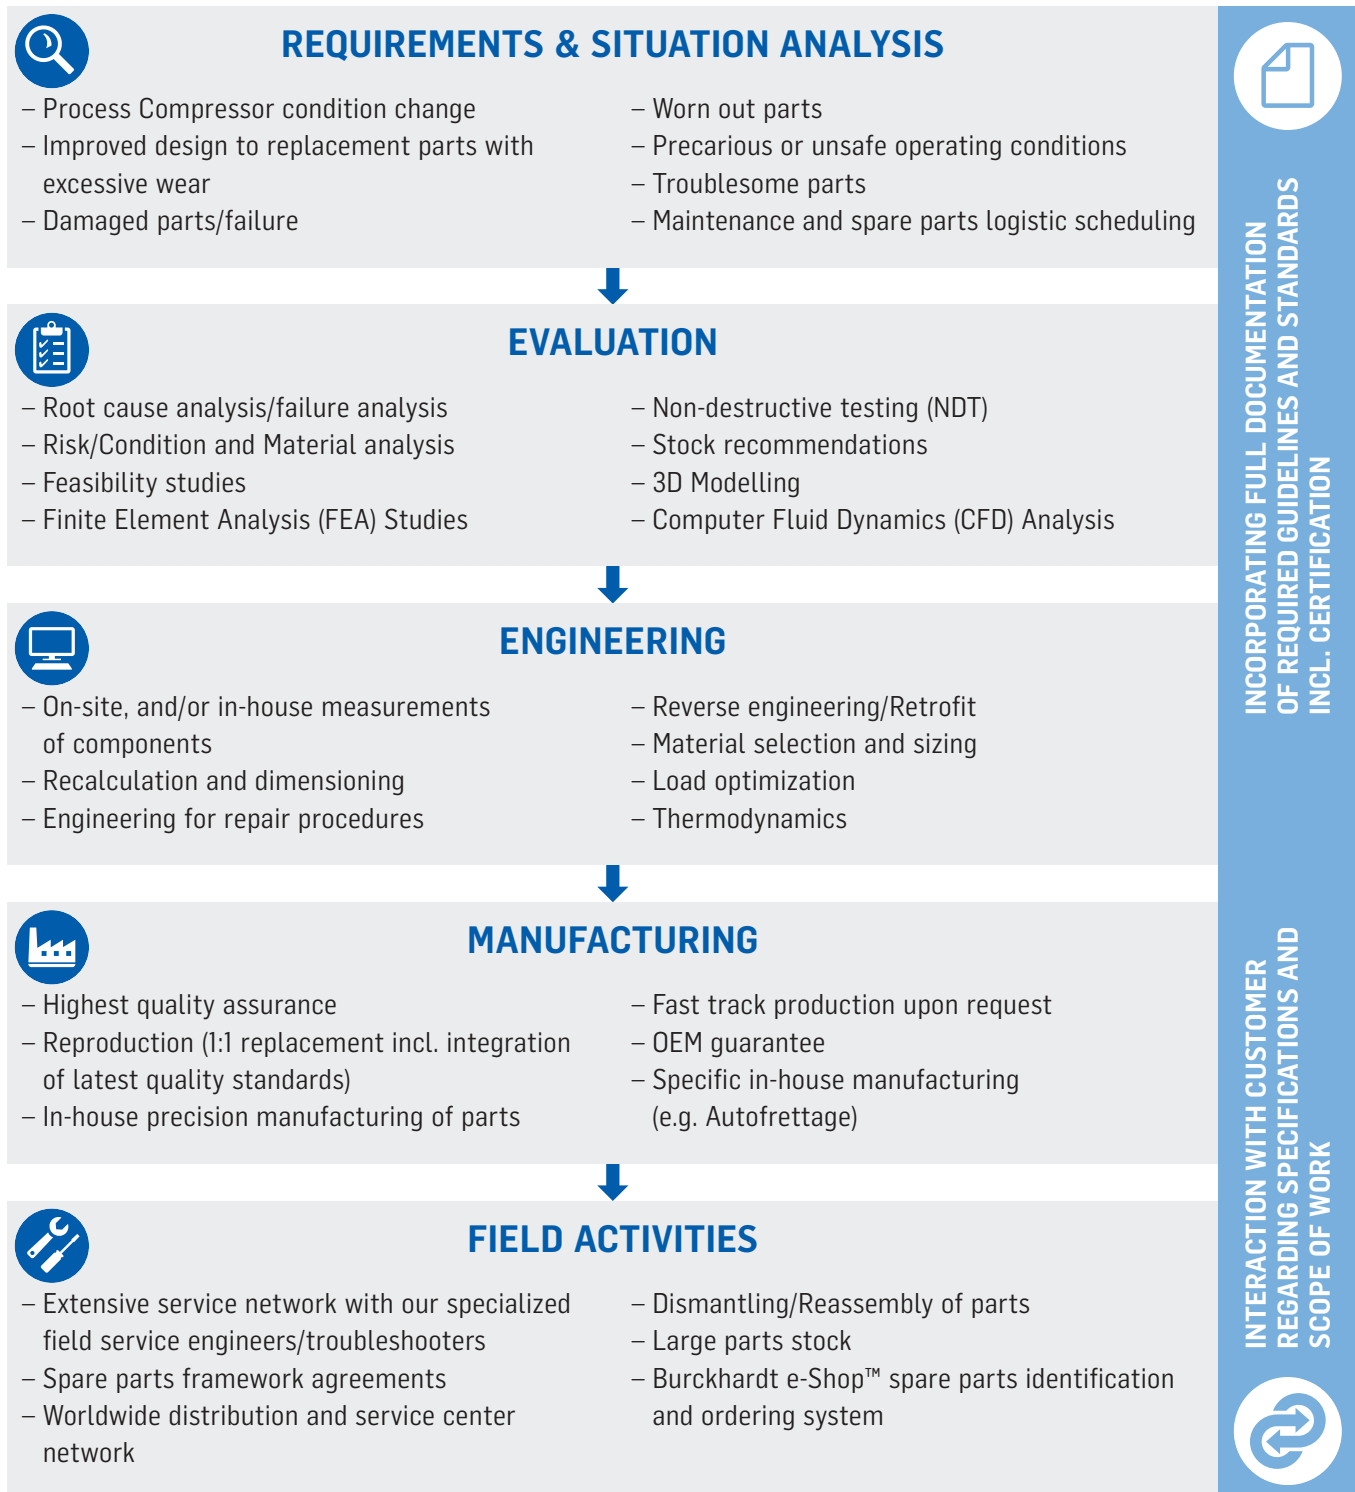 REQUIREMENTS & SITUATION ANALYSIS
– Process Compressor condition change
– Improved design to replacement parts with
excessive wear
– Damaged parts/failure
– Worn out parts
– Precarious or unsafe operating conditions
– Troublesome parts
– Maintenance and spare parts logistic scheduling
EVALUATION
– Root cause analysis/failure analysis
– Risk/Condition and Material analysis
– Feasibility studies
– Finite Element Analysis (FEA) Studies
– Non-destructive testing (NDT)
– Stock recommendations
– 3D Modelling
– Computer Fluid Dynamics (CFD) Analysis
ENGINEERING
– On-site, and/or in-house measurements
of components
– Recalculation and dimensioning
– Engineering for repair procedures
– Reverse engineering/Retrofit
– Material selection and sizing
– Load optimization
– Thermodynamics
MANUFACTURING
– Highest quality assurance
– Reproduction (1:1 replacement incl. integration
of latest quality standards)
– In-house precision manufacturing of parts
– Fast track production upon request
– OEM guarantee
– Specific in-house manufacturing
(e.g. Autofrettage)
FIELD ACTIVITIES
– Extensive service network with our specialized
field service engineers/troubleshooters
– Spare parts framework agreements
– Worldwide distribution and service center
network
– Dismantling/Reassembly of parts
– Large parts stock
– Burckhardt e-Shop™ spare parts identification
and ordering system
INCORPORATING FULL DOCUMENTATION
OF REQUIRED GUIDELINES AND STANDARDS
INCL. CERTIFICATION
INTERACTION WITH CUSTOMER
REGARDING SPECIFICATIONS AND
SCOPE OF WORK